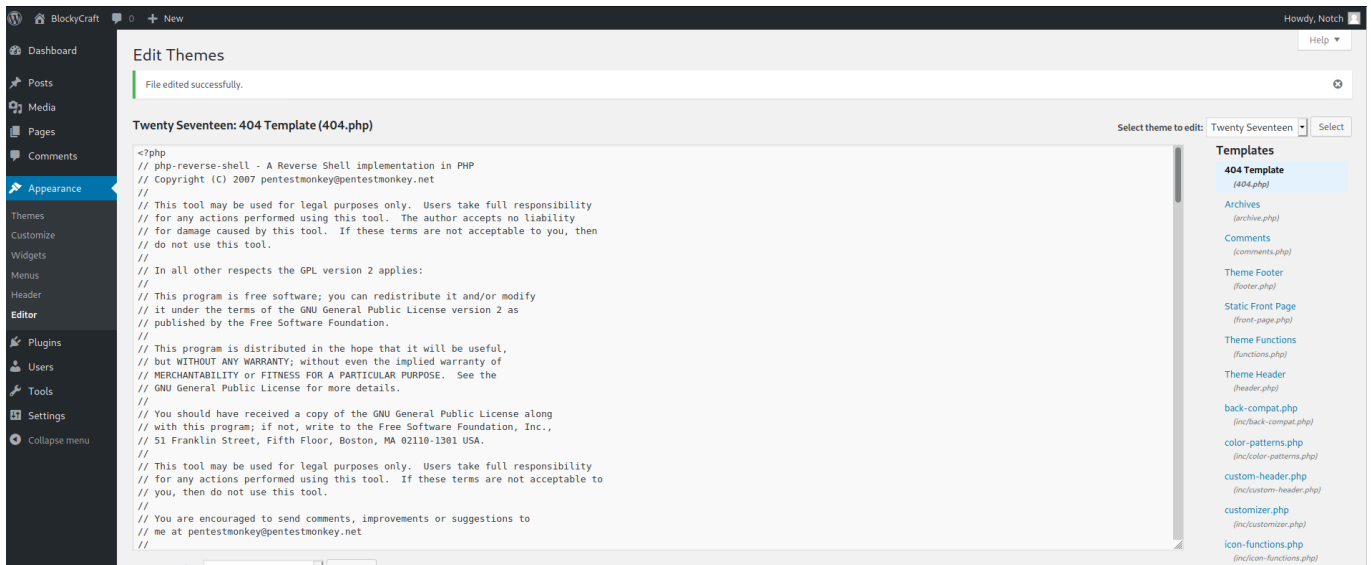 BlockyCraft 0 + New Howdy, Notch
Help ▼
Dashboard
Posts
Media
Pages
Comments
Appearance
Themes
Customize
Widgets
Menus
Header
Editor
Plugins
Users
Tools
Settings
Collapse menu
Edit Themes
File edited successfully.
Twenty Seventeen: 404 Template (404.php)
Select theme to edit: Twenty Seventeen Select
<?php
// php-reverse-shell - A Reverse Shell implementation in PHP
// Copyright (C) 2007 pentestmonkey@pentestmonkey.net
//
// This tool may be used for legal purposes only.  Users take full responsibility
// for any actions performed using this tool.  The author accepts no liability
// for damage caused by this tool.  If these terms are not acceptable to you, then
// do not use this tool.
//
// In all other respects the GPL version 2 applies:
//
// This program is free software; you can redistribute it and/or modify
// it under the terms of the GNU General Public License version 2 as
// published by the Free Software Foundation.
//
// This program is distributed in the hope that it will be useful,
// but WITHOUT ANY WARRANTY; without even the implied warranty of
// MERCHANTABILITY or FITNESS FOR A PARTICULAR PURPOSE.  See the
// GNU General Public License for more details.
//
// You should have received a copy of the GNU General Public License along
// with this program; if not, write to the Free Software Foundation, Inc.,
// 51 Franklin Street, Fifth Floor, Boston, MA 02110-1301 USA.
//
// This tool may be used for legal purposes only.  Users take full responsibility
// for any actions performed using this tool.  If these terms are not acceptable to
// you, then do not use this tool.
//
// You are encouraged to send comments, improvements or suggestions to
// me at pentestmonkey@pentestmonkey.net
//
Templates
404 Template
(404.php)
Archives
(archive.php)
Comments
(comments.php)
Theme Footer
(footer.php)
Static Front Page
(front-page.php)
Theme Functions
(functions.php)
Theme Header
(header.php)
back-compat.php
(inc/back-compat.php)
color-patterns.php
(inc/color-patterns.php)
custom-header.php
(inc/custom-header.php)
customizer.php
(inc/customizer.php)
icon-functions.php
(inc/icon-functions.php)